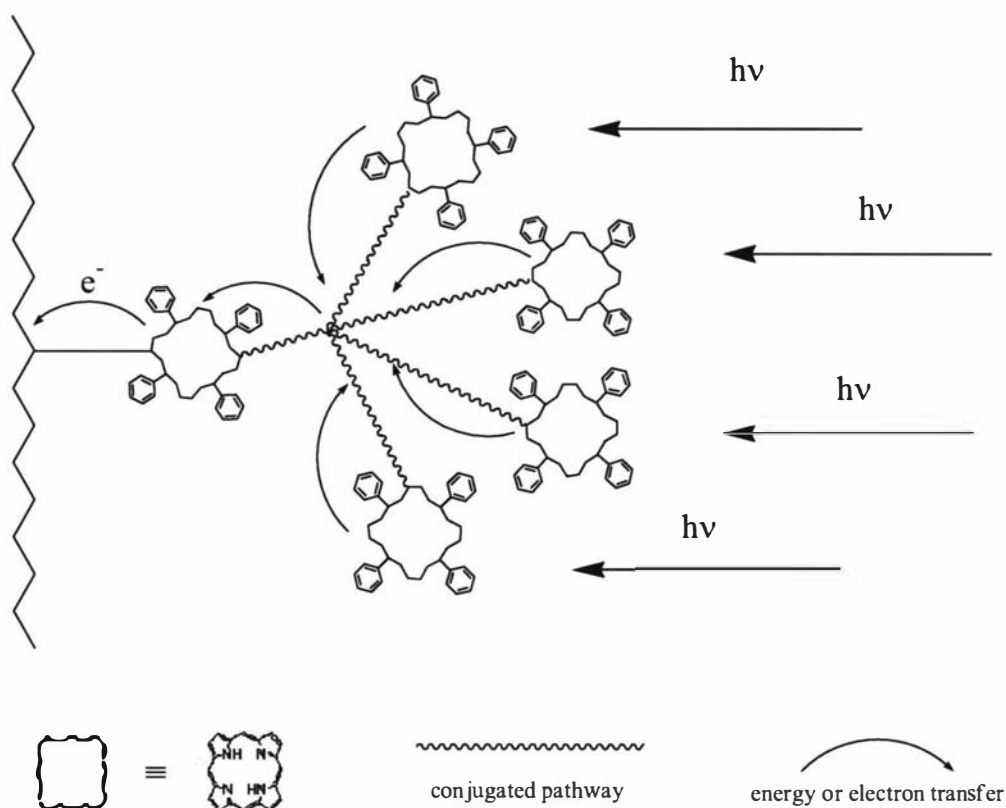 hν
hν
e⁻
hν
hν
NH N
≡
N HN
conjugated pathway
energy or electron transfer